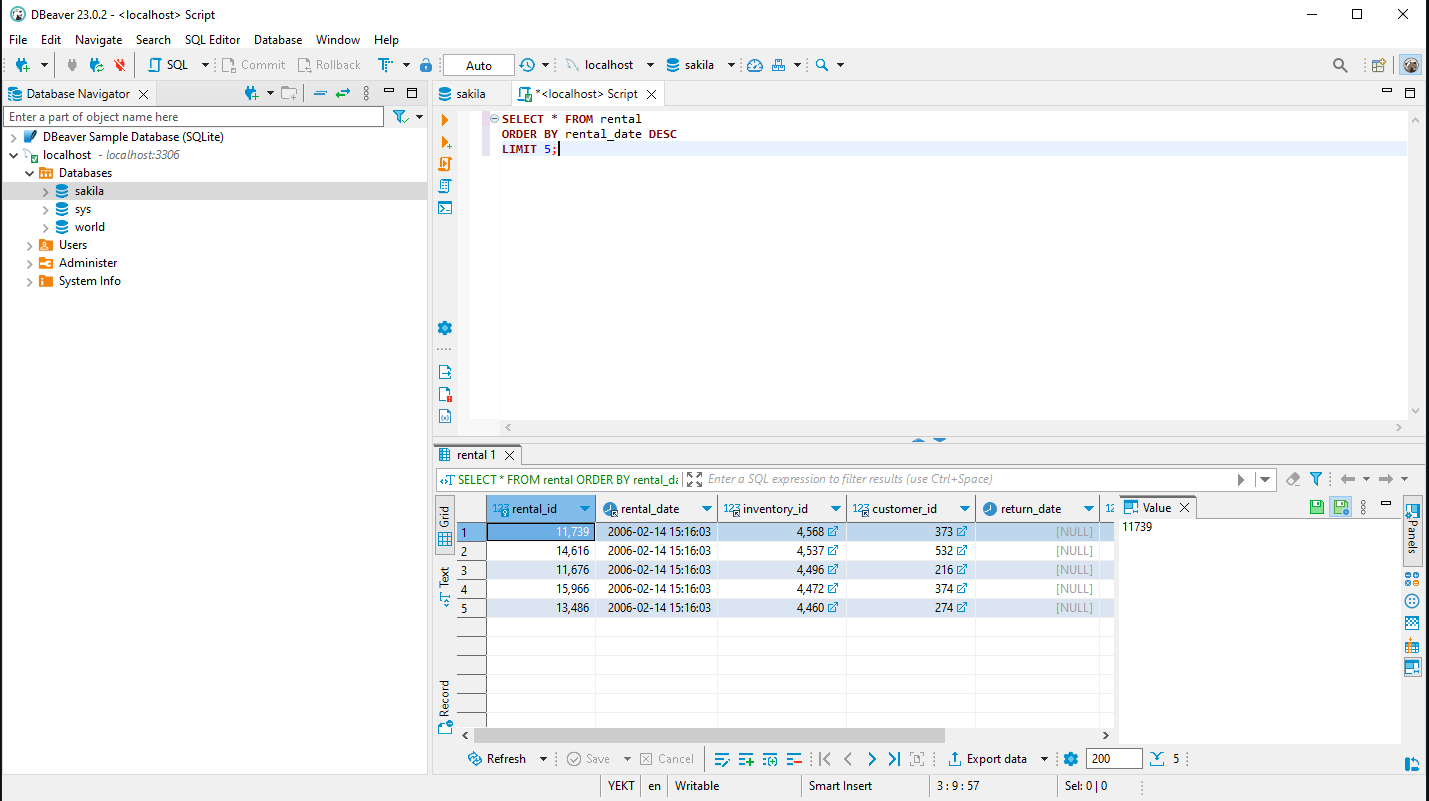 DBeaver 23.0.2 - <localhost> Script
File Edit Navigate Search SQL Editor Database Window Help
SQL Commit Rollback Auto localhost sakila
Database Navigator
Enter a part of object name here
DBeaver Sample Database (SQLite)
localhost - localhost:3306
Databases
sakila
sys
world
Users
Administer
System Info
sakila *<localhost> Script
SELECT * FROM rental
ORDER BY rental_date DESC
LIMIT 5;
rental 1
SELECT * FROM rental ORDER BY rental_da Enter a SQL expression to filter results (use Ctrl+Space)
Grid
Text
Record
123 rental_id rental_date 123 inventory_id 123 customer_id return_date 12
1 11,739 2006-02-14 15:16:03 4,568 373 [NULL]
2 14,616 2006-02-14 15:16:03 4,537 532 [NULL]
3 11,676 2006-02-14 15:16:03 4,496 216 [NULL]
4 15,966 2006-02-14 15:16:03 4,472 374 [NULL]
5 13,486 2006-02-14 15:16:03 4,460 274 [NULL]
Value
11739
Panels
Refresh Save Cancel Export data 200 5
YEKT en Writable Smart Insert 3 : 9 : 57 Sel: 0 | 0